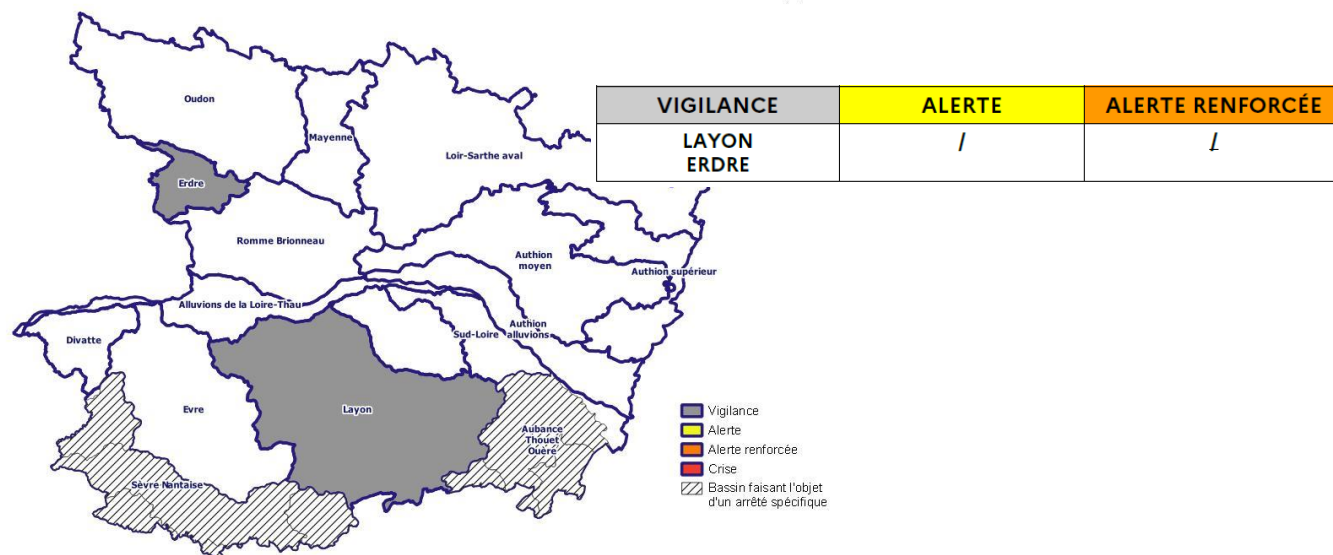 VIGILANCE
ALERTE
ALERTE RENFORCÉE
LAYON
ERDRE
/
/
Oudon
Mayenne
Loir-Sarthe aval
Erdre
Romme Brionneau
Authion
moyen
Authion supérieur
Alluvions de la Loire-Thau
Authion
alluvions
Sud-Loire
Divatte
Evre
Layon
Aubance
Thouet
Ouère
Sèvre Nantaise
Vigilance
Alerte
Alerte renforcée
Crise
Bassin faisant l'objet
d'un arrêté spécifique